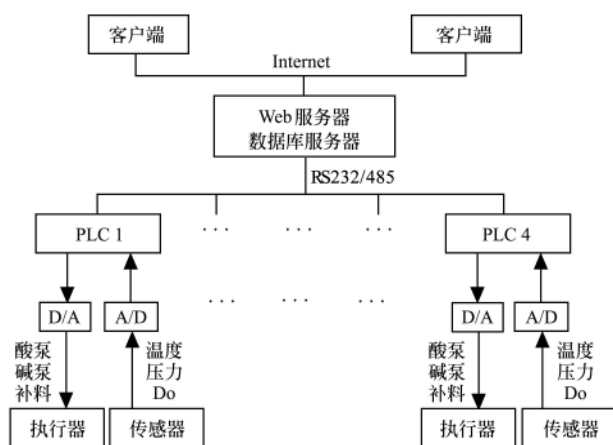 客户端 客户端
Internet
Web服务器
数据库服务器
RS232/485
PLC 1 ··· ··· ··· PLC 4
··· ··· ···
D/A A/D D/A A/D
酸泵 温度 酸泵 温度
碱泵 压力 碱泵 压力
补料 Do 补料 Do
执行器 传感器 执行器 传感器